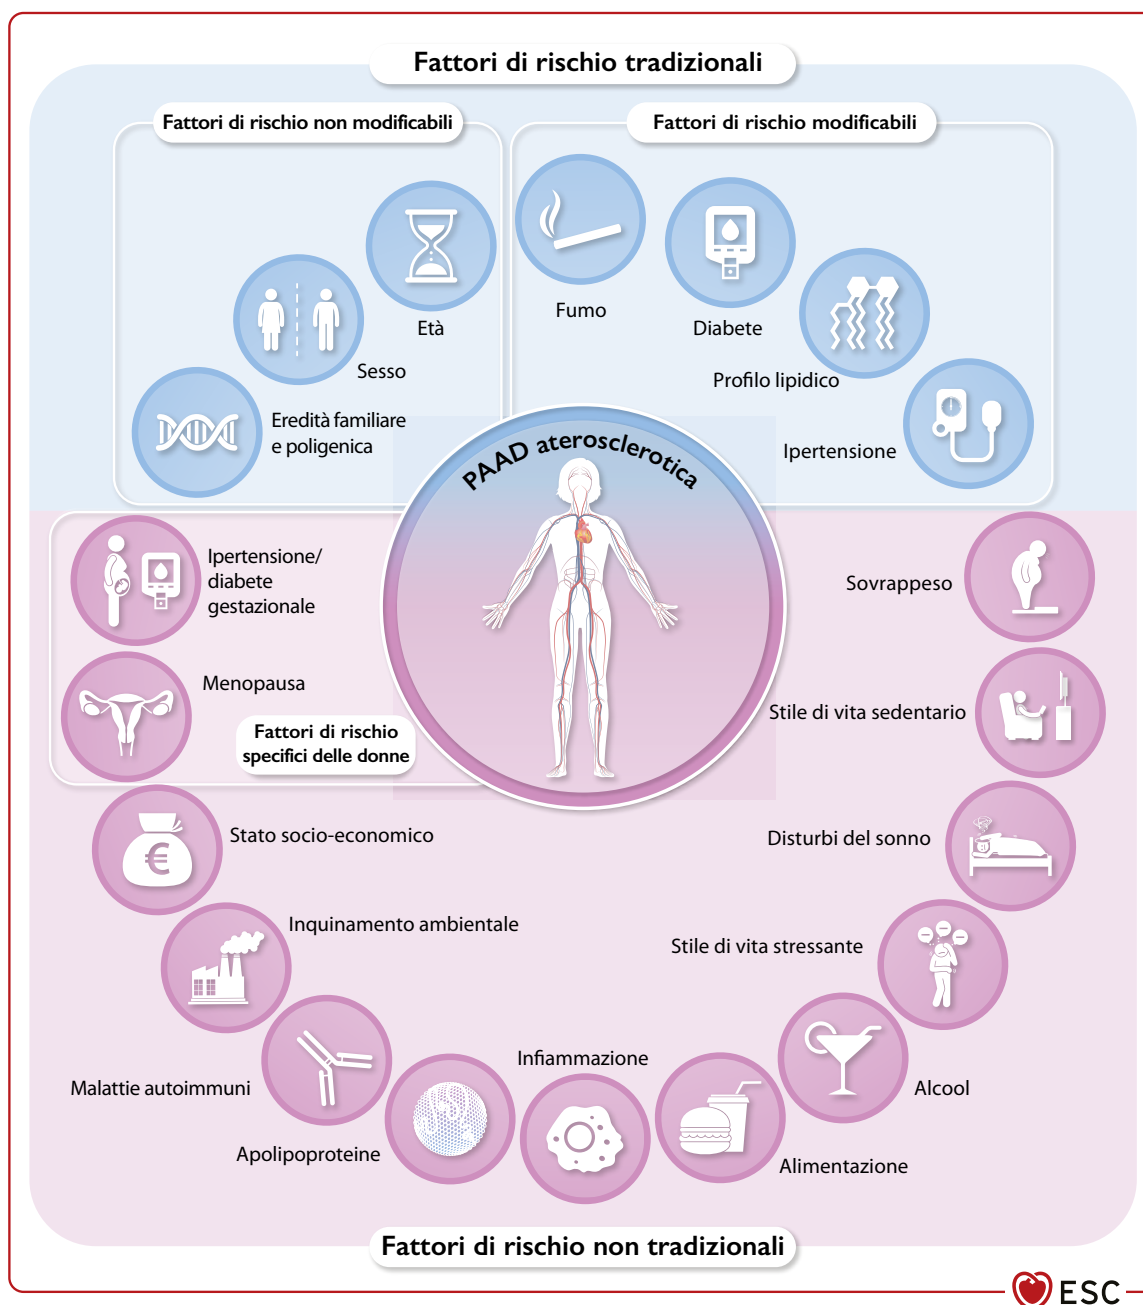 Fattori di rischio tradizionali
Fattori di rischio non modificabili
Fattori di rischio modificabili
Età
Sesso
Eredità familiare
e poligenica
Fumo
Diabete
Profilo lipidico
Ipertensione
PAAD aterosclerotica
Ipertensione/
diabete
gestazionale
Menopausa
Fattori di rischio
specifici delle donne
Sovrappeso
Stile di vita sedentario
Stato socio-economico
Disturbi del sonno
Inquinamento ambientale
Stile di vita stressante
Malattie autoimmuni
Infiammazione
Alcool
Apolipoproteine
Alimentazione
€
Fattori di rischio non tradizionali
ESC